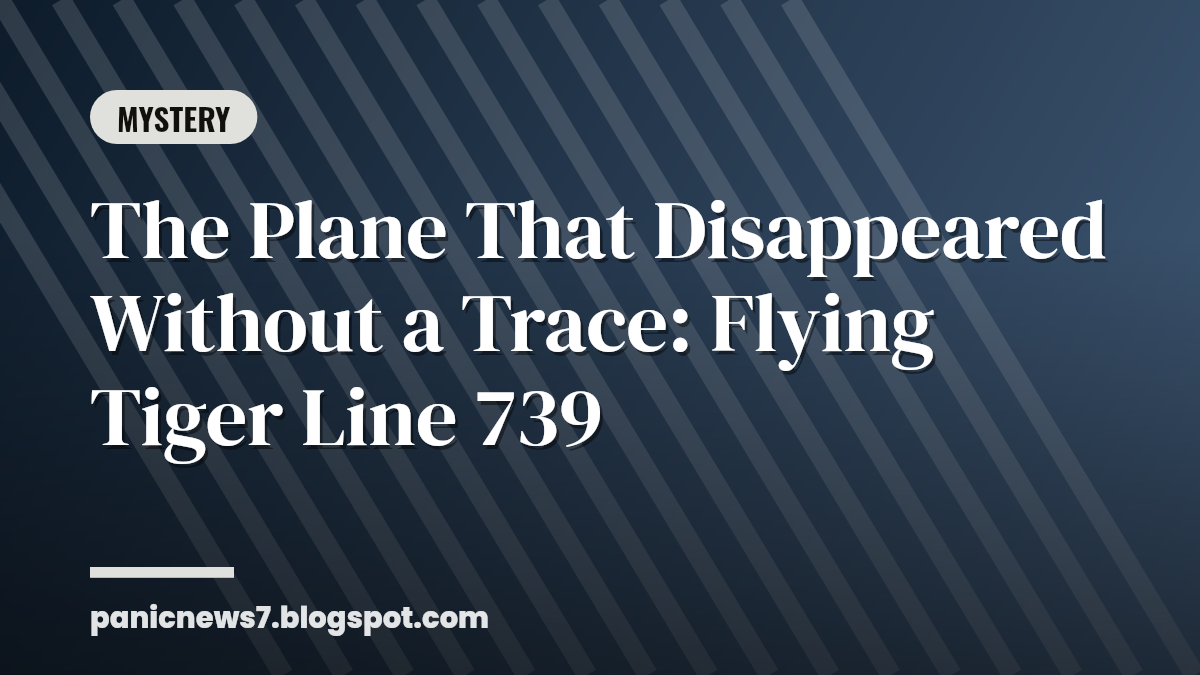 MYSTERY
The Plane That Disappeared
Without a Trace: Flying
Tiger Line 739
panicnews7.blogspot.com